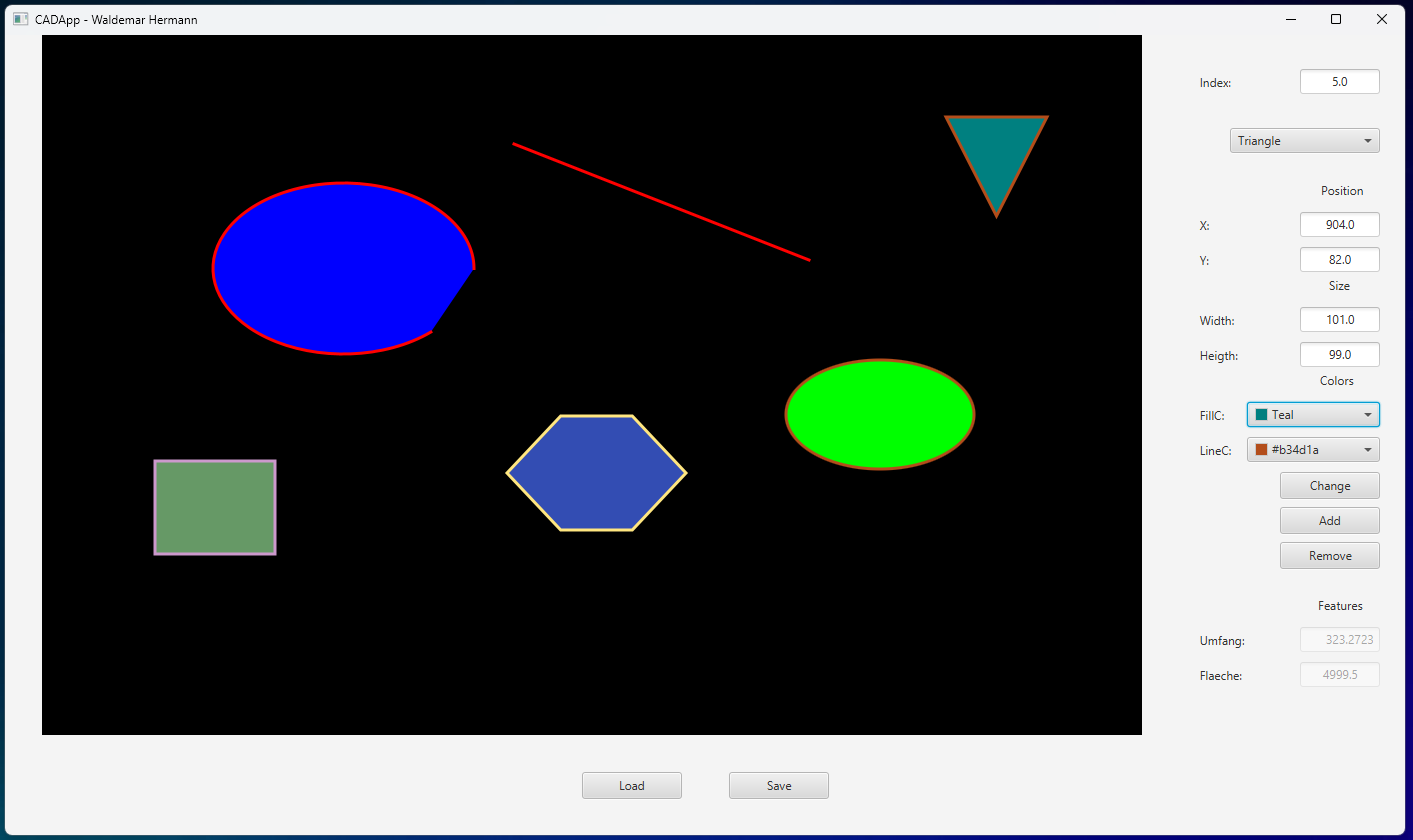 CADApp - Waldemar Hermann
Index: 5.0
Triangle
Position
X: 904.0
Y: 82.0
Size
Width: 101.0
Heigth: 99.0
Colors
FillC: Teal
LineC: #b34d1a
Change
Add
Remove
Features
Umfang: 323.2723
Flaeche: 4999.5
Load Save